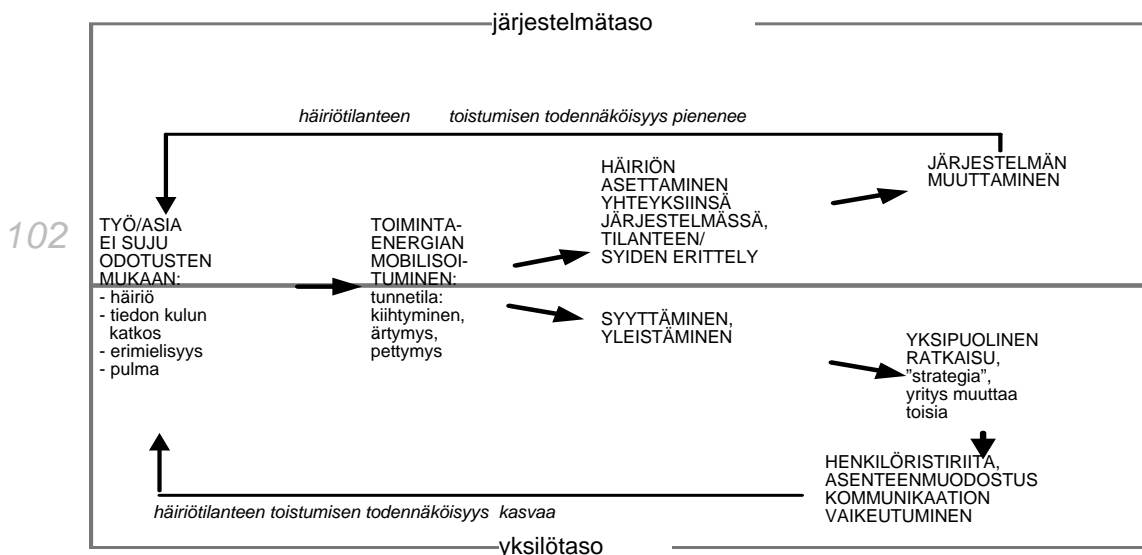 järjestelmätaso
häiriötilanteen toistumisen todennäköisyys pienenee
102
TYÖ/ASIA
EI SUJU
ODOTUSTEN
MUKAAN:
- häiriö
- tiedon kulun
katkos
- erimielisyys
- pulma
TOIMINTA-
ENERGIAN
MOBILISOI-
TUMINEN:
tunnetila:
kiihtyminen,
ärtymys,
pettymys
HÄIRIÖN
ASETTAMINEN
YHTEYKSIINSÄ
JÄRJESTELMÄSSÄ,
TILANTEEN/
SYIDEN ERITTELY
JÄRJESTELMÄN
MUUTTAMINEN
SYYTTÄMINEN,
YLEISTÄMINEN
YKSIPUOLINEN
RATKAISU,
"strategia",
yritys muuttaa
toisia
HENKILÖRISTIRIITA,
ASENTEENMUODOSTUS
KOMMUNIKAATION
VAIKEUTUMINEN
häiriötilanteen toistumisen todennäköisyys kasvaa
yksilötaso